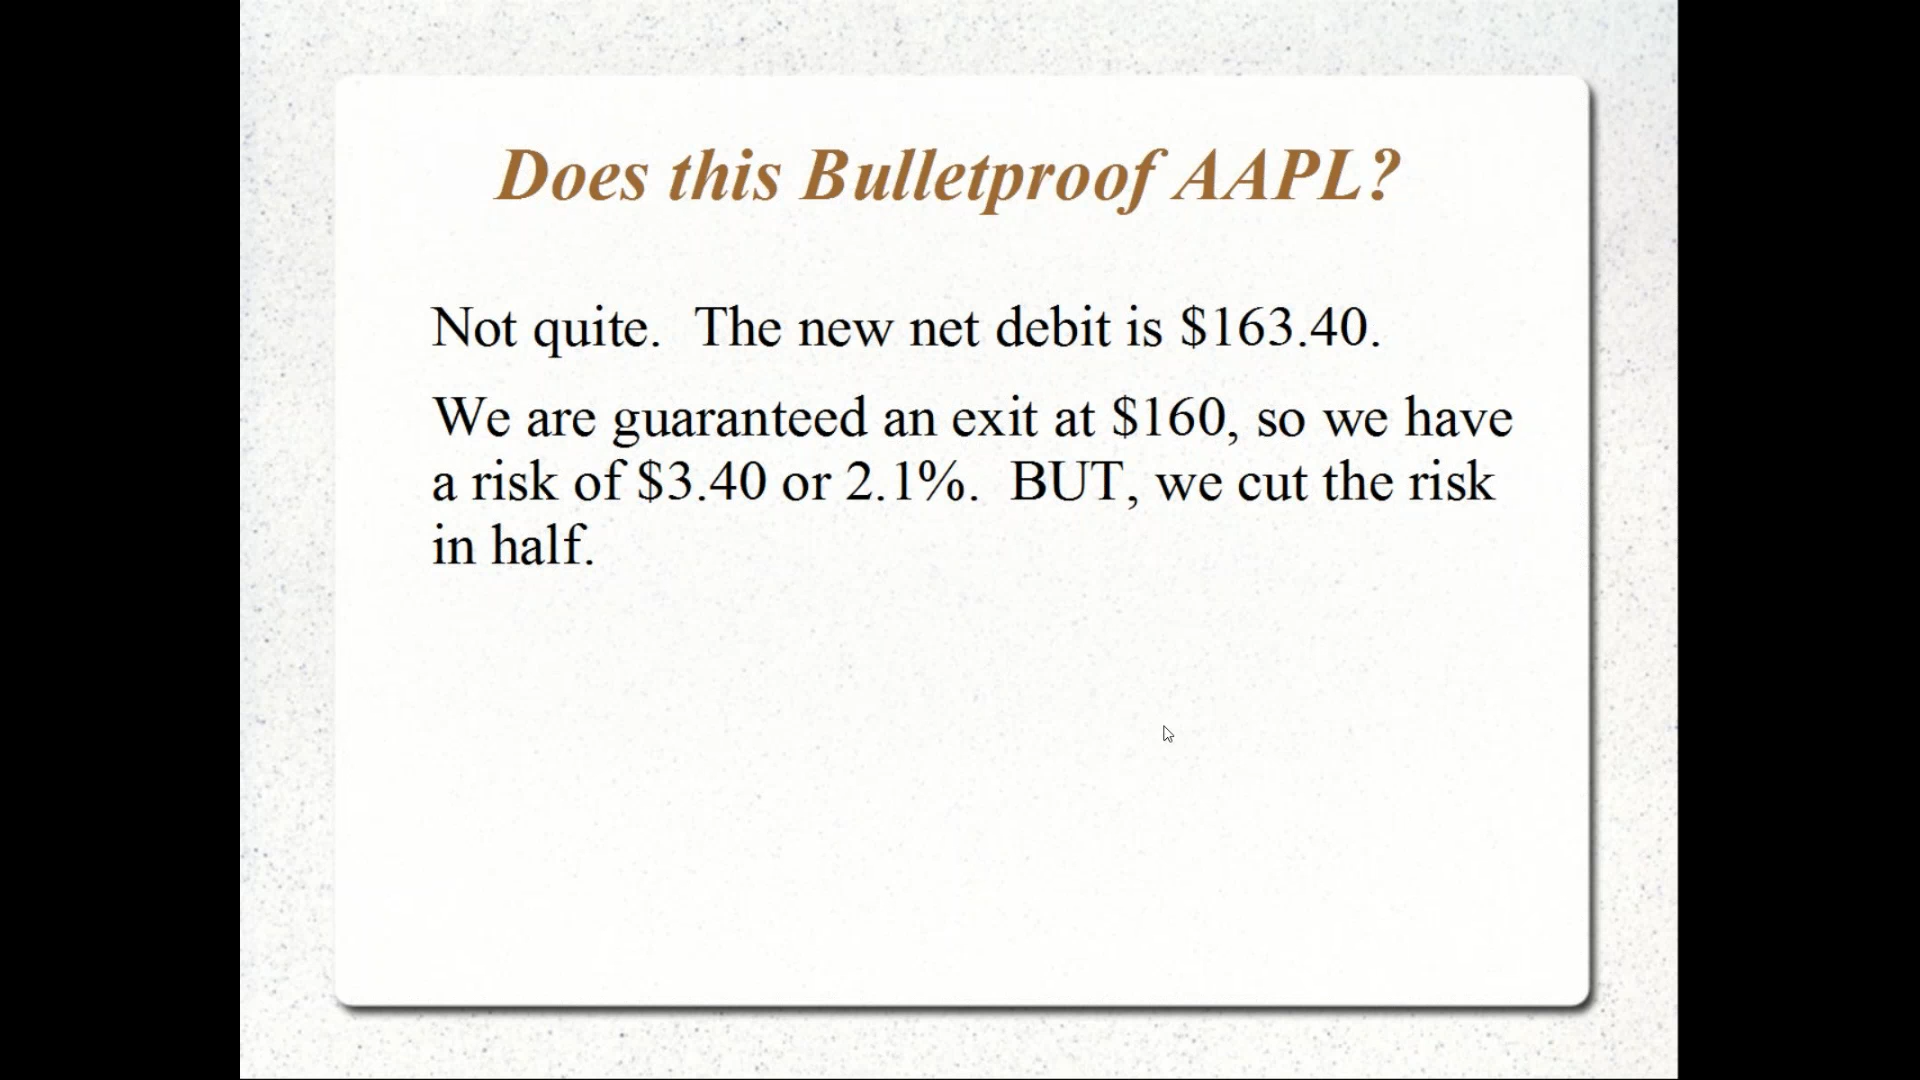 Does this Bulletproof AAPL?
Not quite.  The new net debit is $163.40.
We are guaranteed an exit at $160, so we have
a risk of $3.40 or 2.1%.  BUT, we cut the risk
in half.